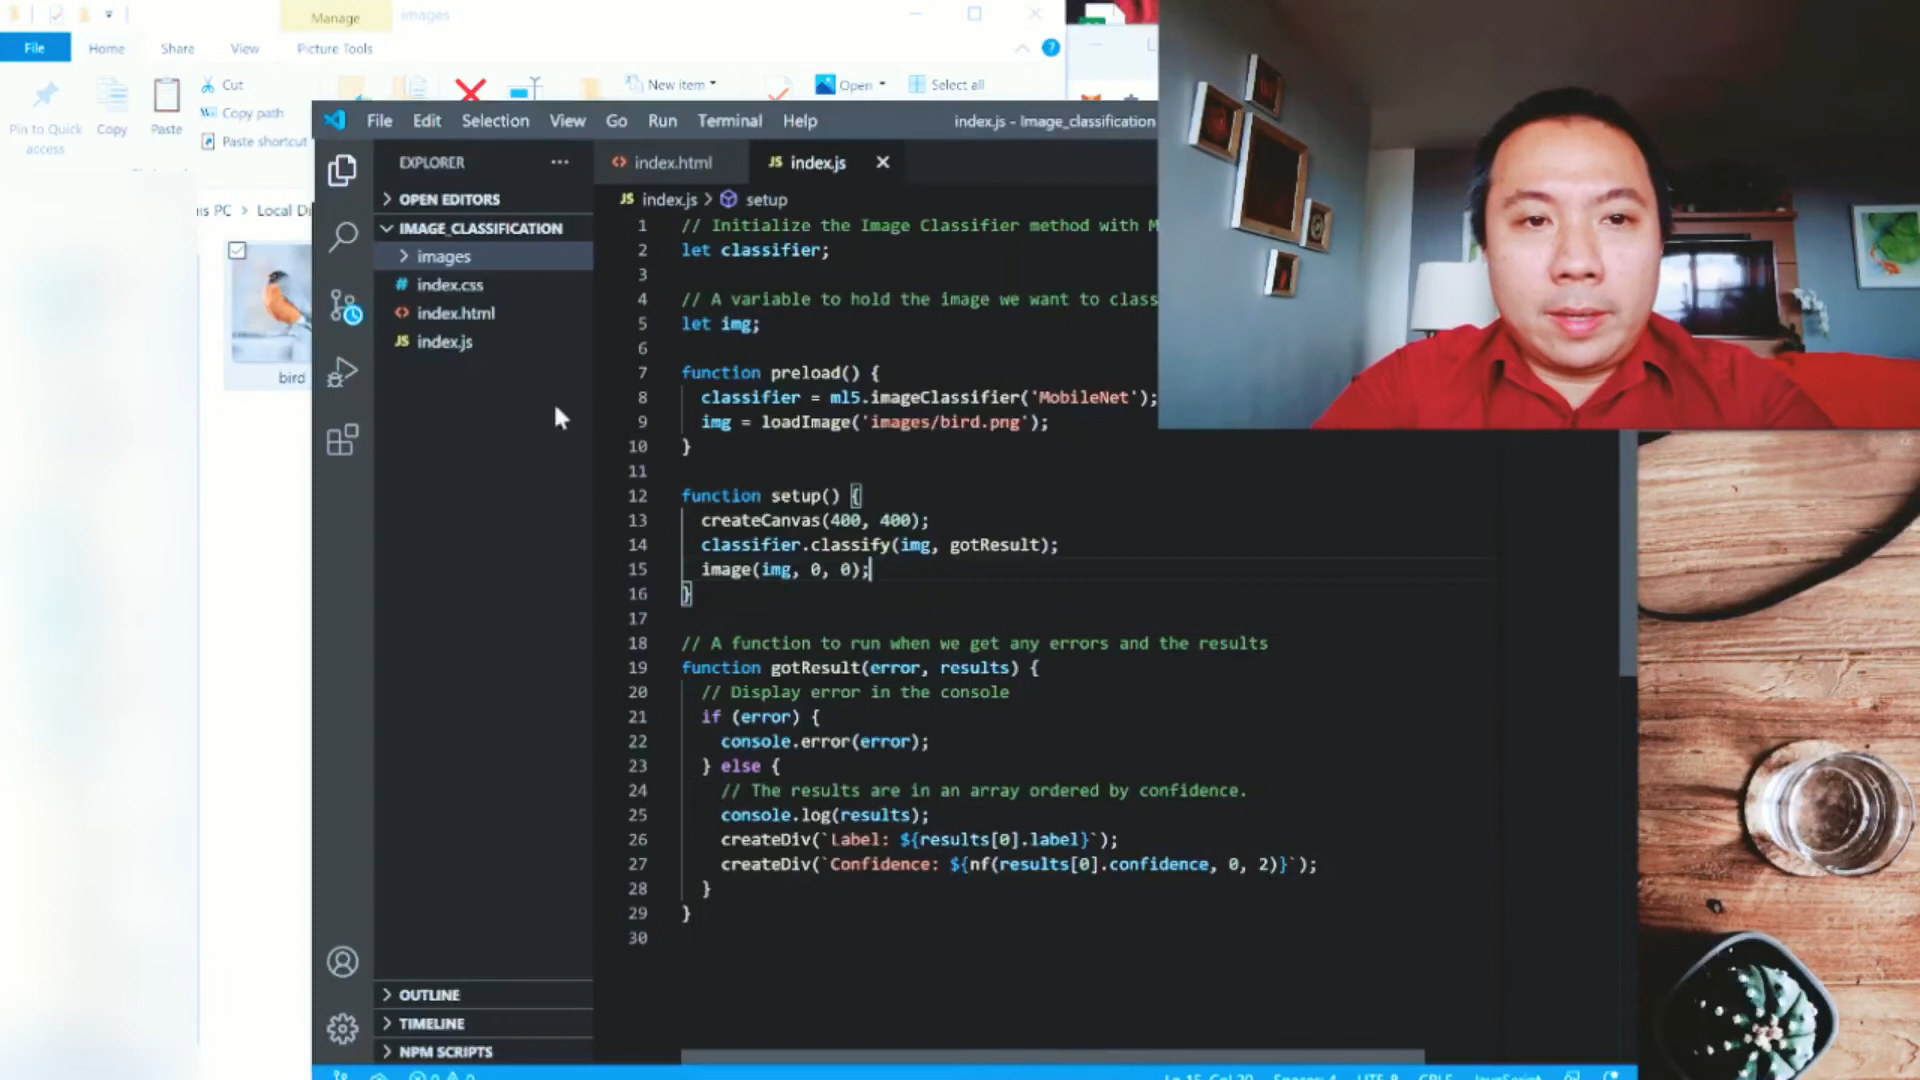 Manage
images
File
Home
Share
View
Picture Tools
Pin to Quick
access
Copy
Paste
Cut
Copy path
Paste shortcut
New item
Open
Select all
File
Edit
Selection
View
Go
Run
Terminal
Help
index.js - Image_classification
EXPLORER
OPEN EDITORS
IMAGE_CLASSIFICATION
images
# index.css
<> index.html
JS index.js
OUTLINE
TIMELINE
NPM SCRIPTS
PC > Local
bird
<> index.html
JS index.js
JS index.js > setup
1 // Initialize the Image Classifier method with
2 let classifier;
3
4 // A variable to hold the image we want to
5 let img;
6
7 function preload() {
8 classifier = ml5.imageClassifier('MobileNet');
9 img = loadImage('images/bird.png');
10 }
11
12 function setup() {
13 createCanvas(400, 400);
14 classifier.classify(img, gotResult);
15 image(img, 0, 0);
16 }
17
18 // A function to run when we get any errors and the results
19 function gotResult(error, results) {
20 // Display error in the console
21 if (error) {
22 console.error(error);
23 } else {
24 // The results are in an array ordered by confidence.
25 console.log(results);
26 createDiv(`Label: ${results[0].label}`);
27 createDiv(`Confidence: ${nf(results[0].confidence, 0, 2)}`);
28 }
29 }
30